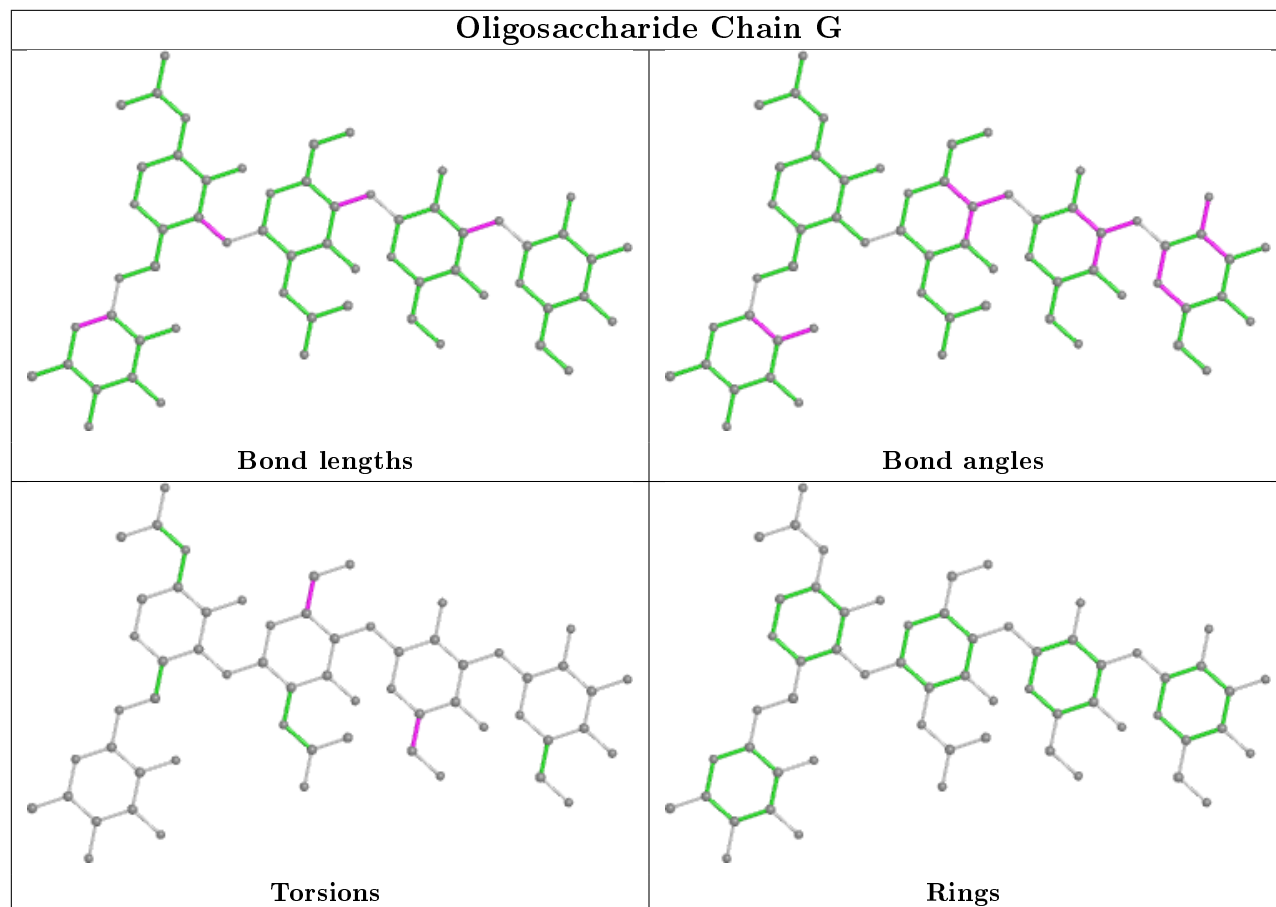 Oligosaccharide Chain G
Bond lengths
Bond angles
Torsions
Rings